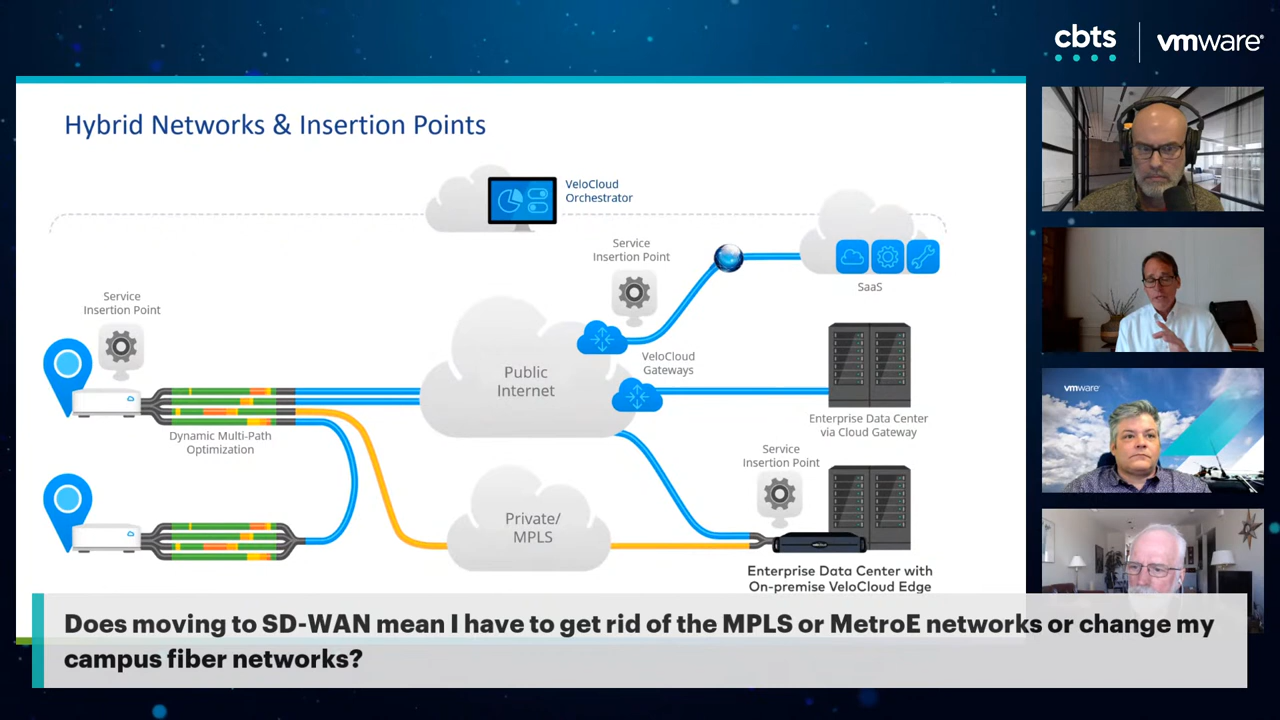 cbts
vmware
Hybrid Networks & Insertion Points
VeloCloud
Orchestrator
Service
Insertion Point
SaaS
Service
Insertion Point
Public
Internet
VeloCloud
Gateways
Enterprise Data Center
via Cloud Gateway
Dynamic Multi-Path
Optimization
Service
Insertion Point
Private/
MPLS
Enterprise Data Center with
On-premise VeloCloud Edge
vmware
Does moving to SD-WAN mean I have to get rid of the MPLS or MetroE networks or change my
campus fiber networks?